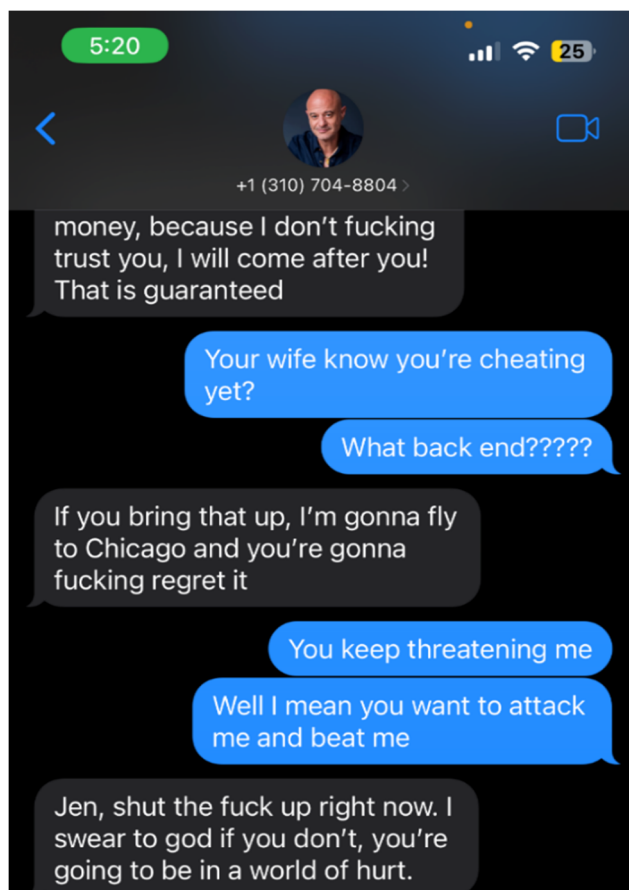 5:20
25
+1 (310) 704-8804 >
money, because I don't fucking
trust you, I will come after you!
That is guaranteed
Your wife know you're cheating
yet?
What back end?????
If you bring that up, I'm gonna fly
to Chicago and you're gonna
fucking regret it
You keep threatening me
Well I mean you want to attack
me and beat me
Jen, shut the fuck up right now. I
swear to god if you don't, you're
going to be in a world of hurt.